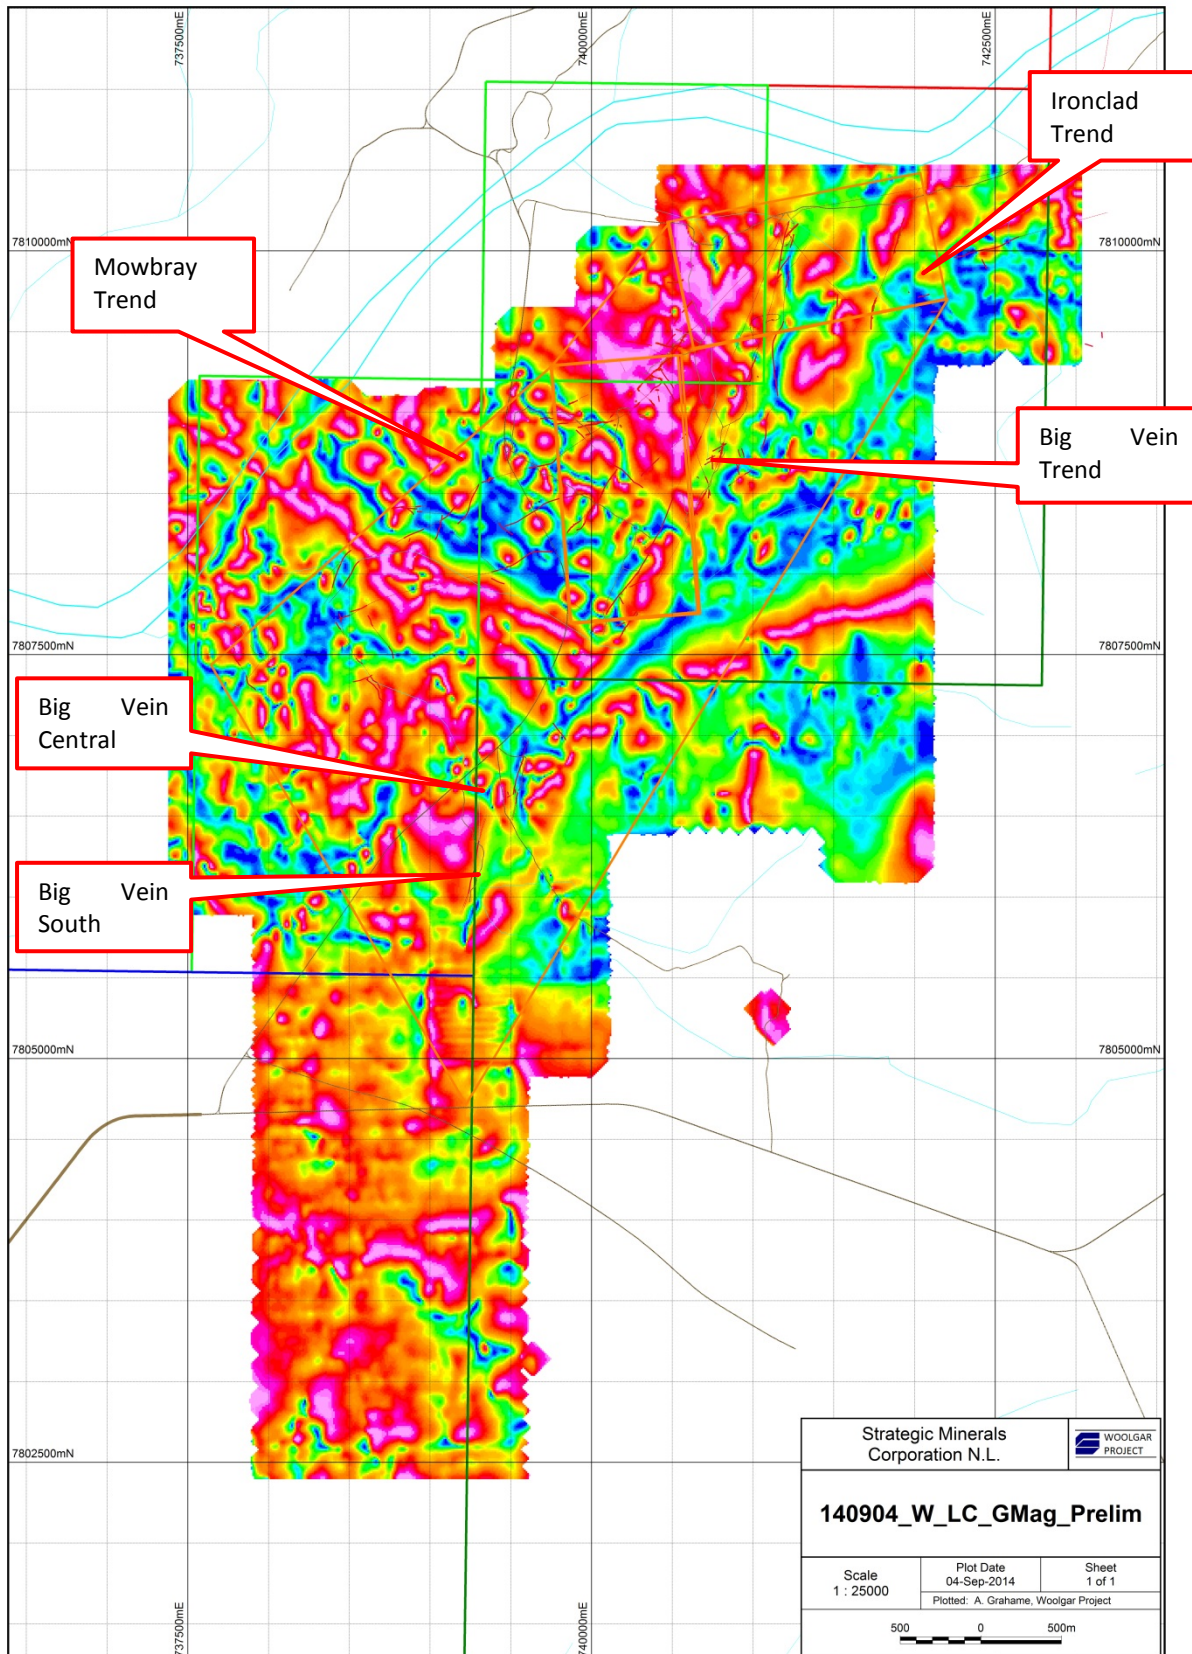 737500mE
740000mE
742500mE
Ironclad
Trend
7810000mN
7810000mN
Mowbray
Trend
Big Vein
Trend
7807500mN
7807500mN
Big Vein
Central
Big Vein
South
7805000mN
7805000mN
7802500mN
Strategic Minerals
Corporation N.L.
WOOLGAR
PROJECT
140904_W_LC_GMag_Prelim
Scale
1 : 25000
Plot Date
04-Sep-2014
Sheet
1 of 1
Plotted: A. Grahame, Woolgar Project
500 0 500m
737500mE
740000mE